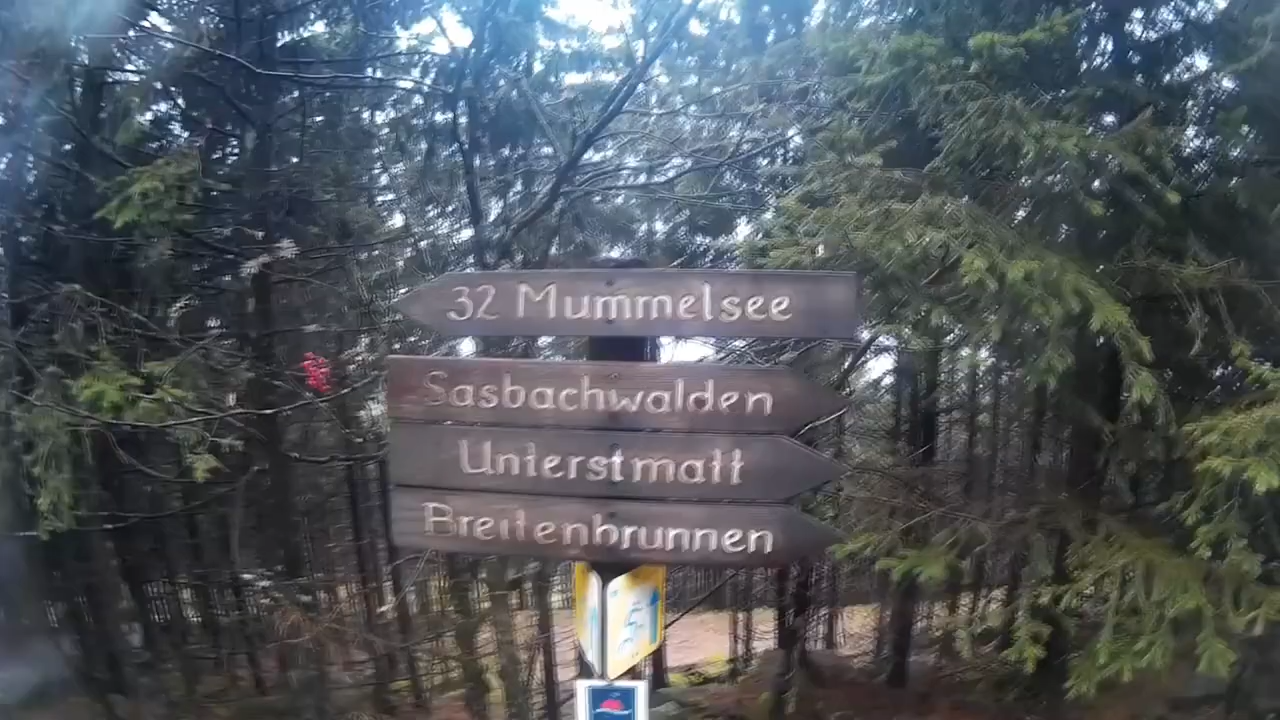 32 Mummelsee
Sasbachwalden
Unterstmatt
Breitenbrunnen